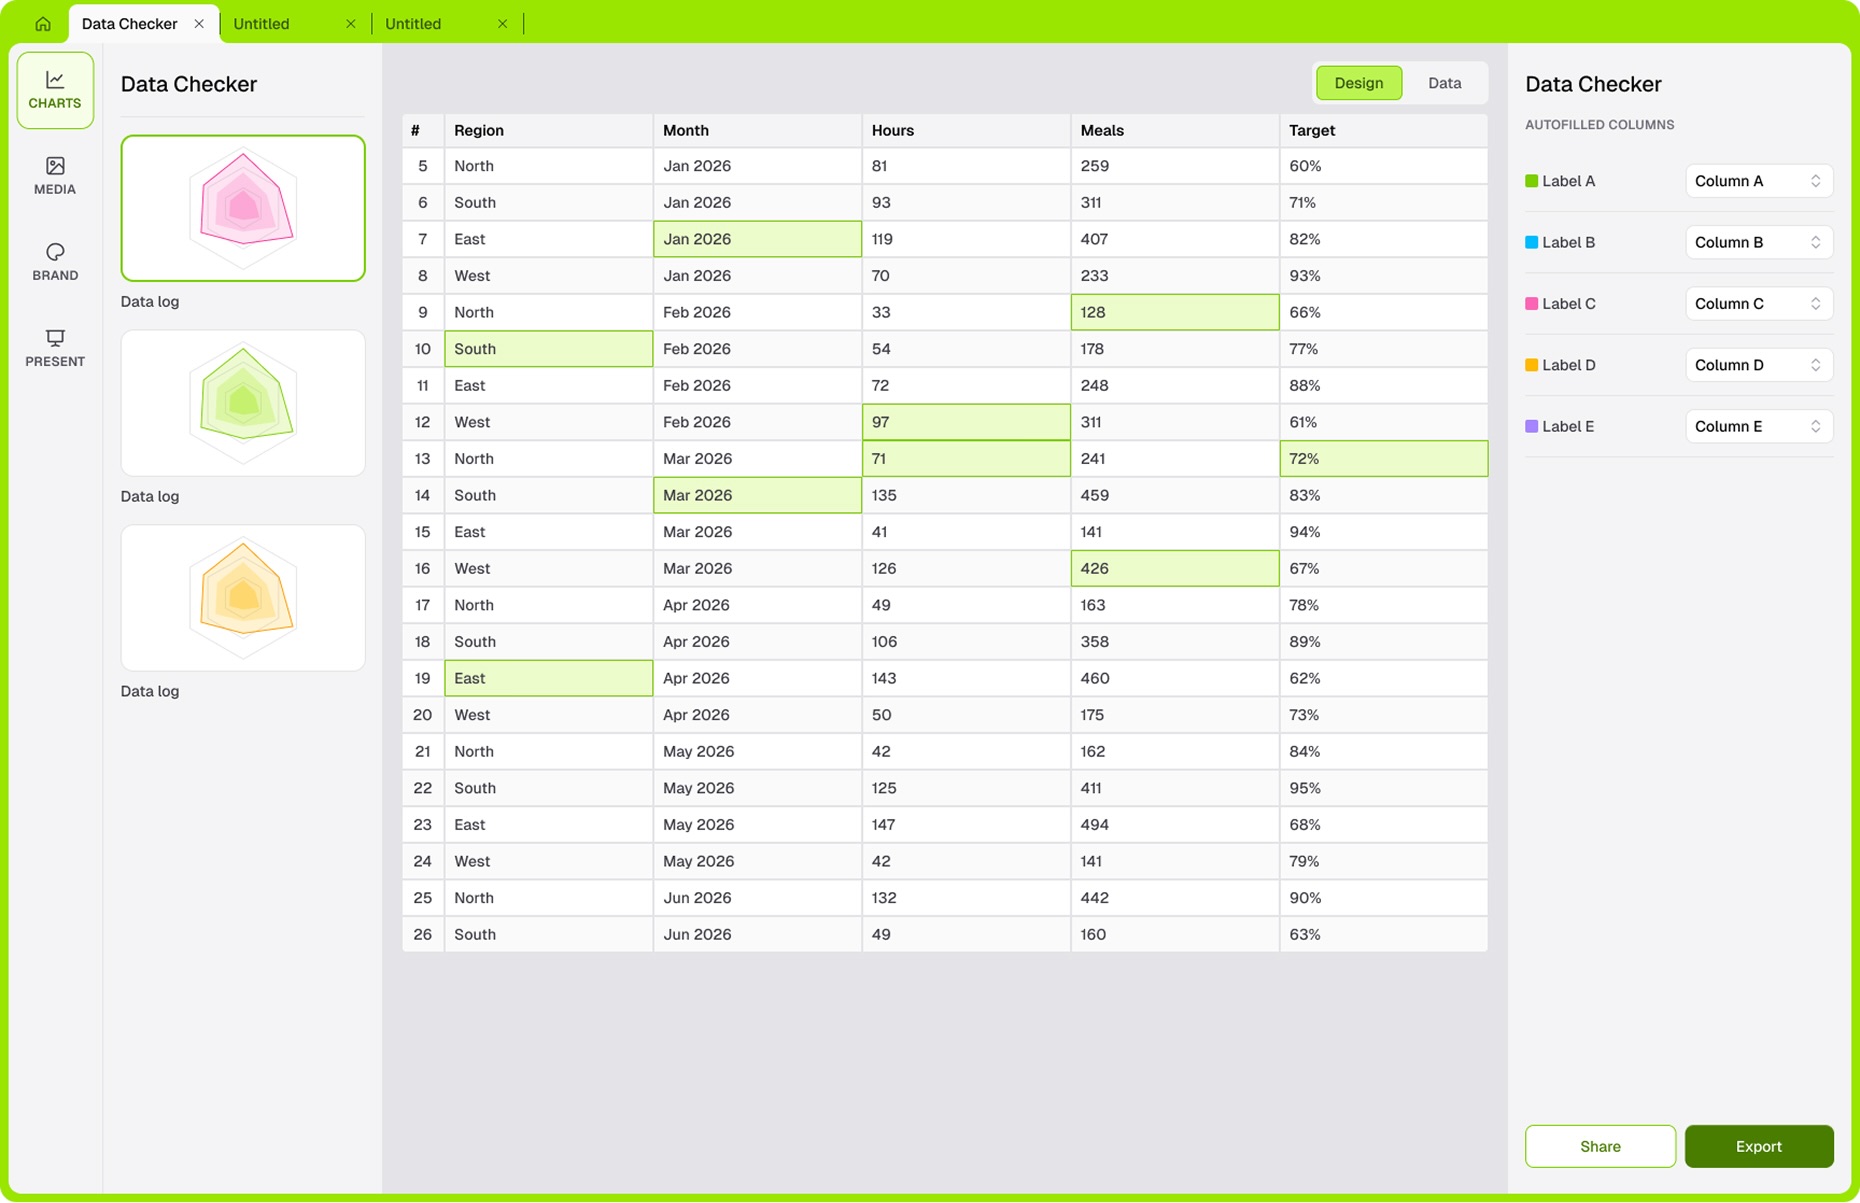 Data Checker
Untitled
Untitled
CHARTS
MEDIA
BRAND
PRESENT
Data Checker
Data log
Data log
Data log
Design Data
# Region Month Hours Meals Target
5 North Jan 2026 81 259 60%
6 South Jan 2026 93 311 71%
7 East Jan 2026 119 407 82%
8 West Jan 2026 70 233 93%
9 North Feb 2026 33 128 66%
10 South Feb 2026 54 178 77%
11 East Feb 2026 72 248 88%
12 West Feb 2026 97 311 61%
13 North Mar 2026 71 241 72%
14 South Mar 2026 135 459 83%
15 East Mar 2026 41 141 94%
16 West Mar 2026 126 426 67%
17 North Apr 2026 49 163 78%
18 South Apr 2026 106 358 89%
19 East Apr 2026 143 460 62%
20 West Apr 2026 50 175 73%
21 North May 2026 42 162 84%
22 South May 2026 125 411 95%
23 East May 2026 147 494 68%
24 West May 2026 42 141 79%
25 North Jun 2026 132 442 90%
26 South Jun 2026 49 160 63%
Data Checker
AUTOFILLED COLUMNS
Label A Column A
Label B Column B
Label C Column C
Label D Column D
Label E Column E
Share Export